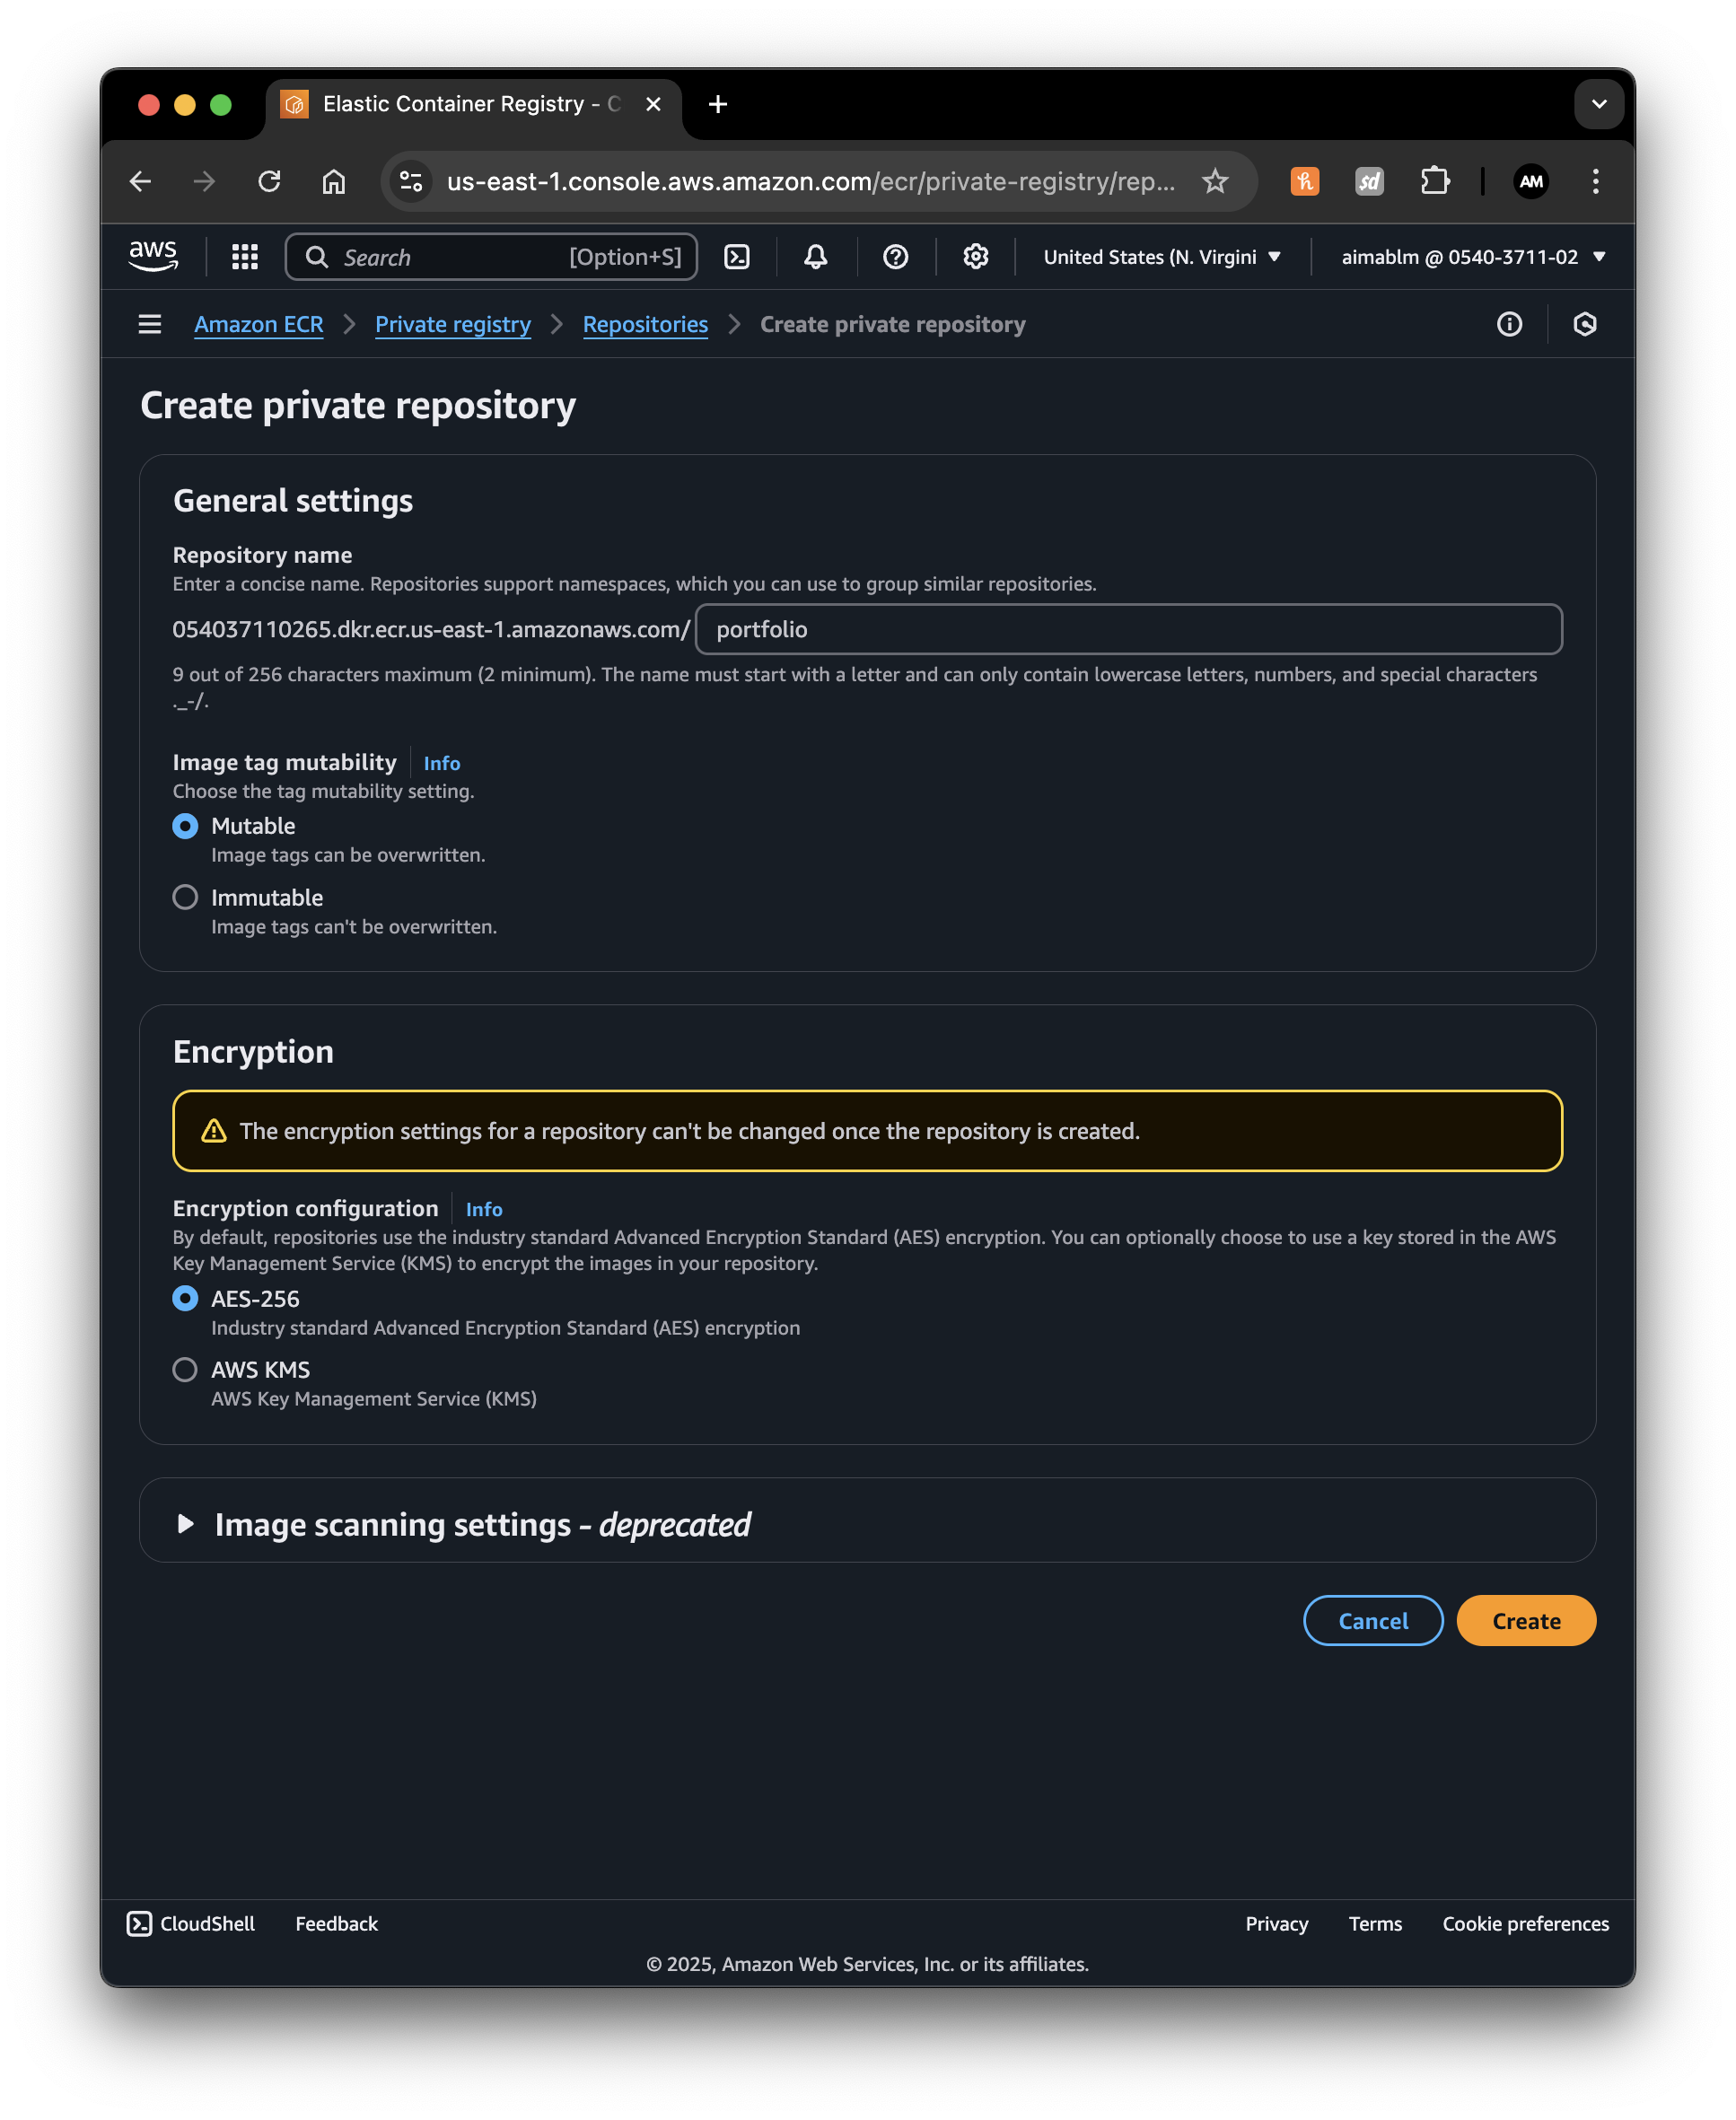 Elastic Container Registry - C
us-east-1.console.aws.amazon.com/ecr/private-registry/rep...
AM
aws
Search
[Option+S]
United States (N. Virgini
aimablm @ 0540-3711-02
Amazon ECR
Private registry
Repositories
Create private repository
Create private repository
General settings
Repository name
Enter a concise name. Repositories support namespaces, which you can use to group similar repositories.
054037110265.dkr.ecr.us-east-1.amazonaws.com/ portfolio
9 out of 256 characters maximum (2 minimum). The name must start with a letter and can only contain lowercase letters, numbers, and special characters
._-/.
Image tag mutability
Info
Choose the tag mutability setting.
Mutable
Image tags can be overwritten.
Immutable
Image tags can't be overwritten.
Encryption
The encryption settings for a repository can't be changed once the repository is created.
Encryption configuration
Info
By default, repositories use the industry standard Advanced Encryption Standard (AES) encryption. You can optionally choose to use a key stored in the AWS
Key Management Service (KMS) to encrypt the images in your repository.
AES-256
Industry standard Advanced Encryption Standard (AES) encryption
AWS KMS
AWS Key Management Service (KMS)
Image scanning settings - deprecated
Cancel
Create
CloudShell
Feedback
Privacy
Terms
Cookie preferences
© 2025, Amazon Web Services, Inc. or its affiliates.